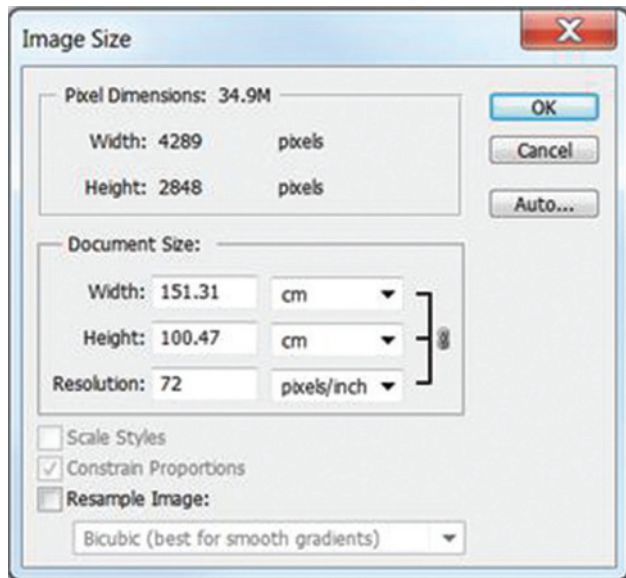 Image Size
Pixel Dimensions: 34.9M
Width: 4289 pixels
Height: 2848 pixels
OK
Cancel
Auto...
Document Size:
Width: 151.31 cm
Height: 100.47 cm
Resolution: 72 pixels/inch
Scale Styles
Constrain Proportions
Resample Image:
Bicubic (best for smooth gradients)